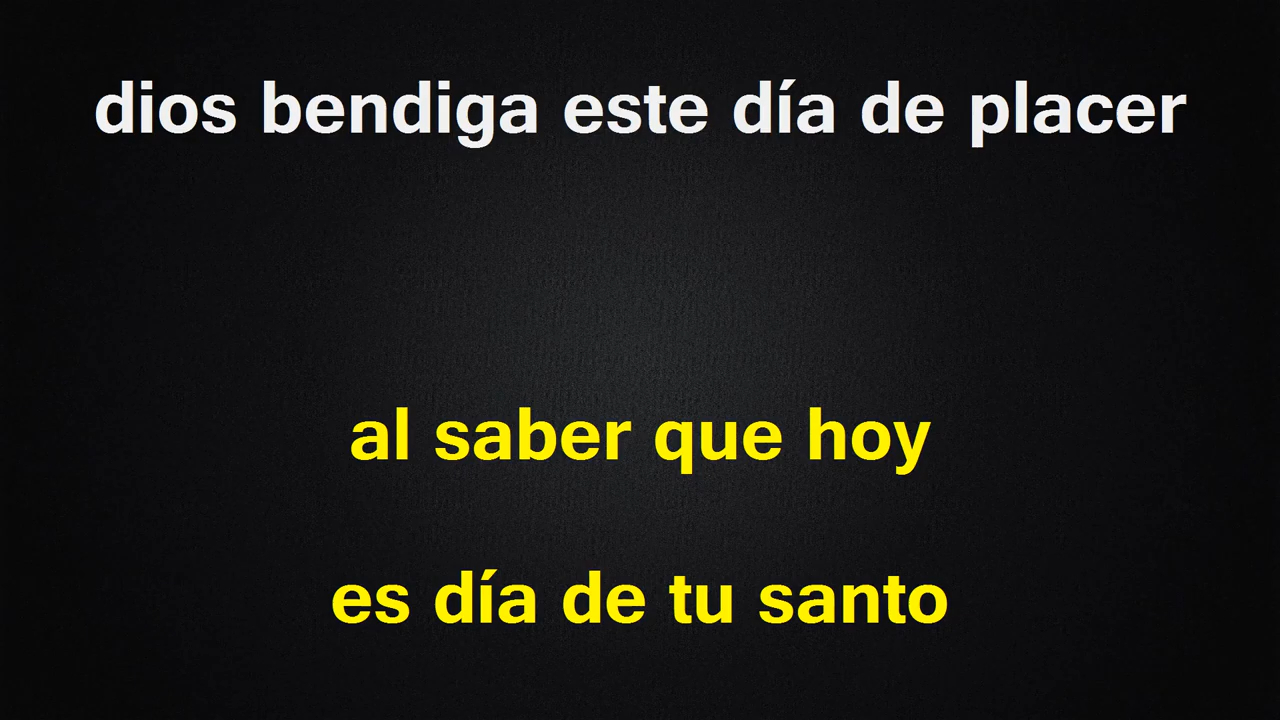 dios bendiga este día de placer
al saber que hoy
es día de tu santo